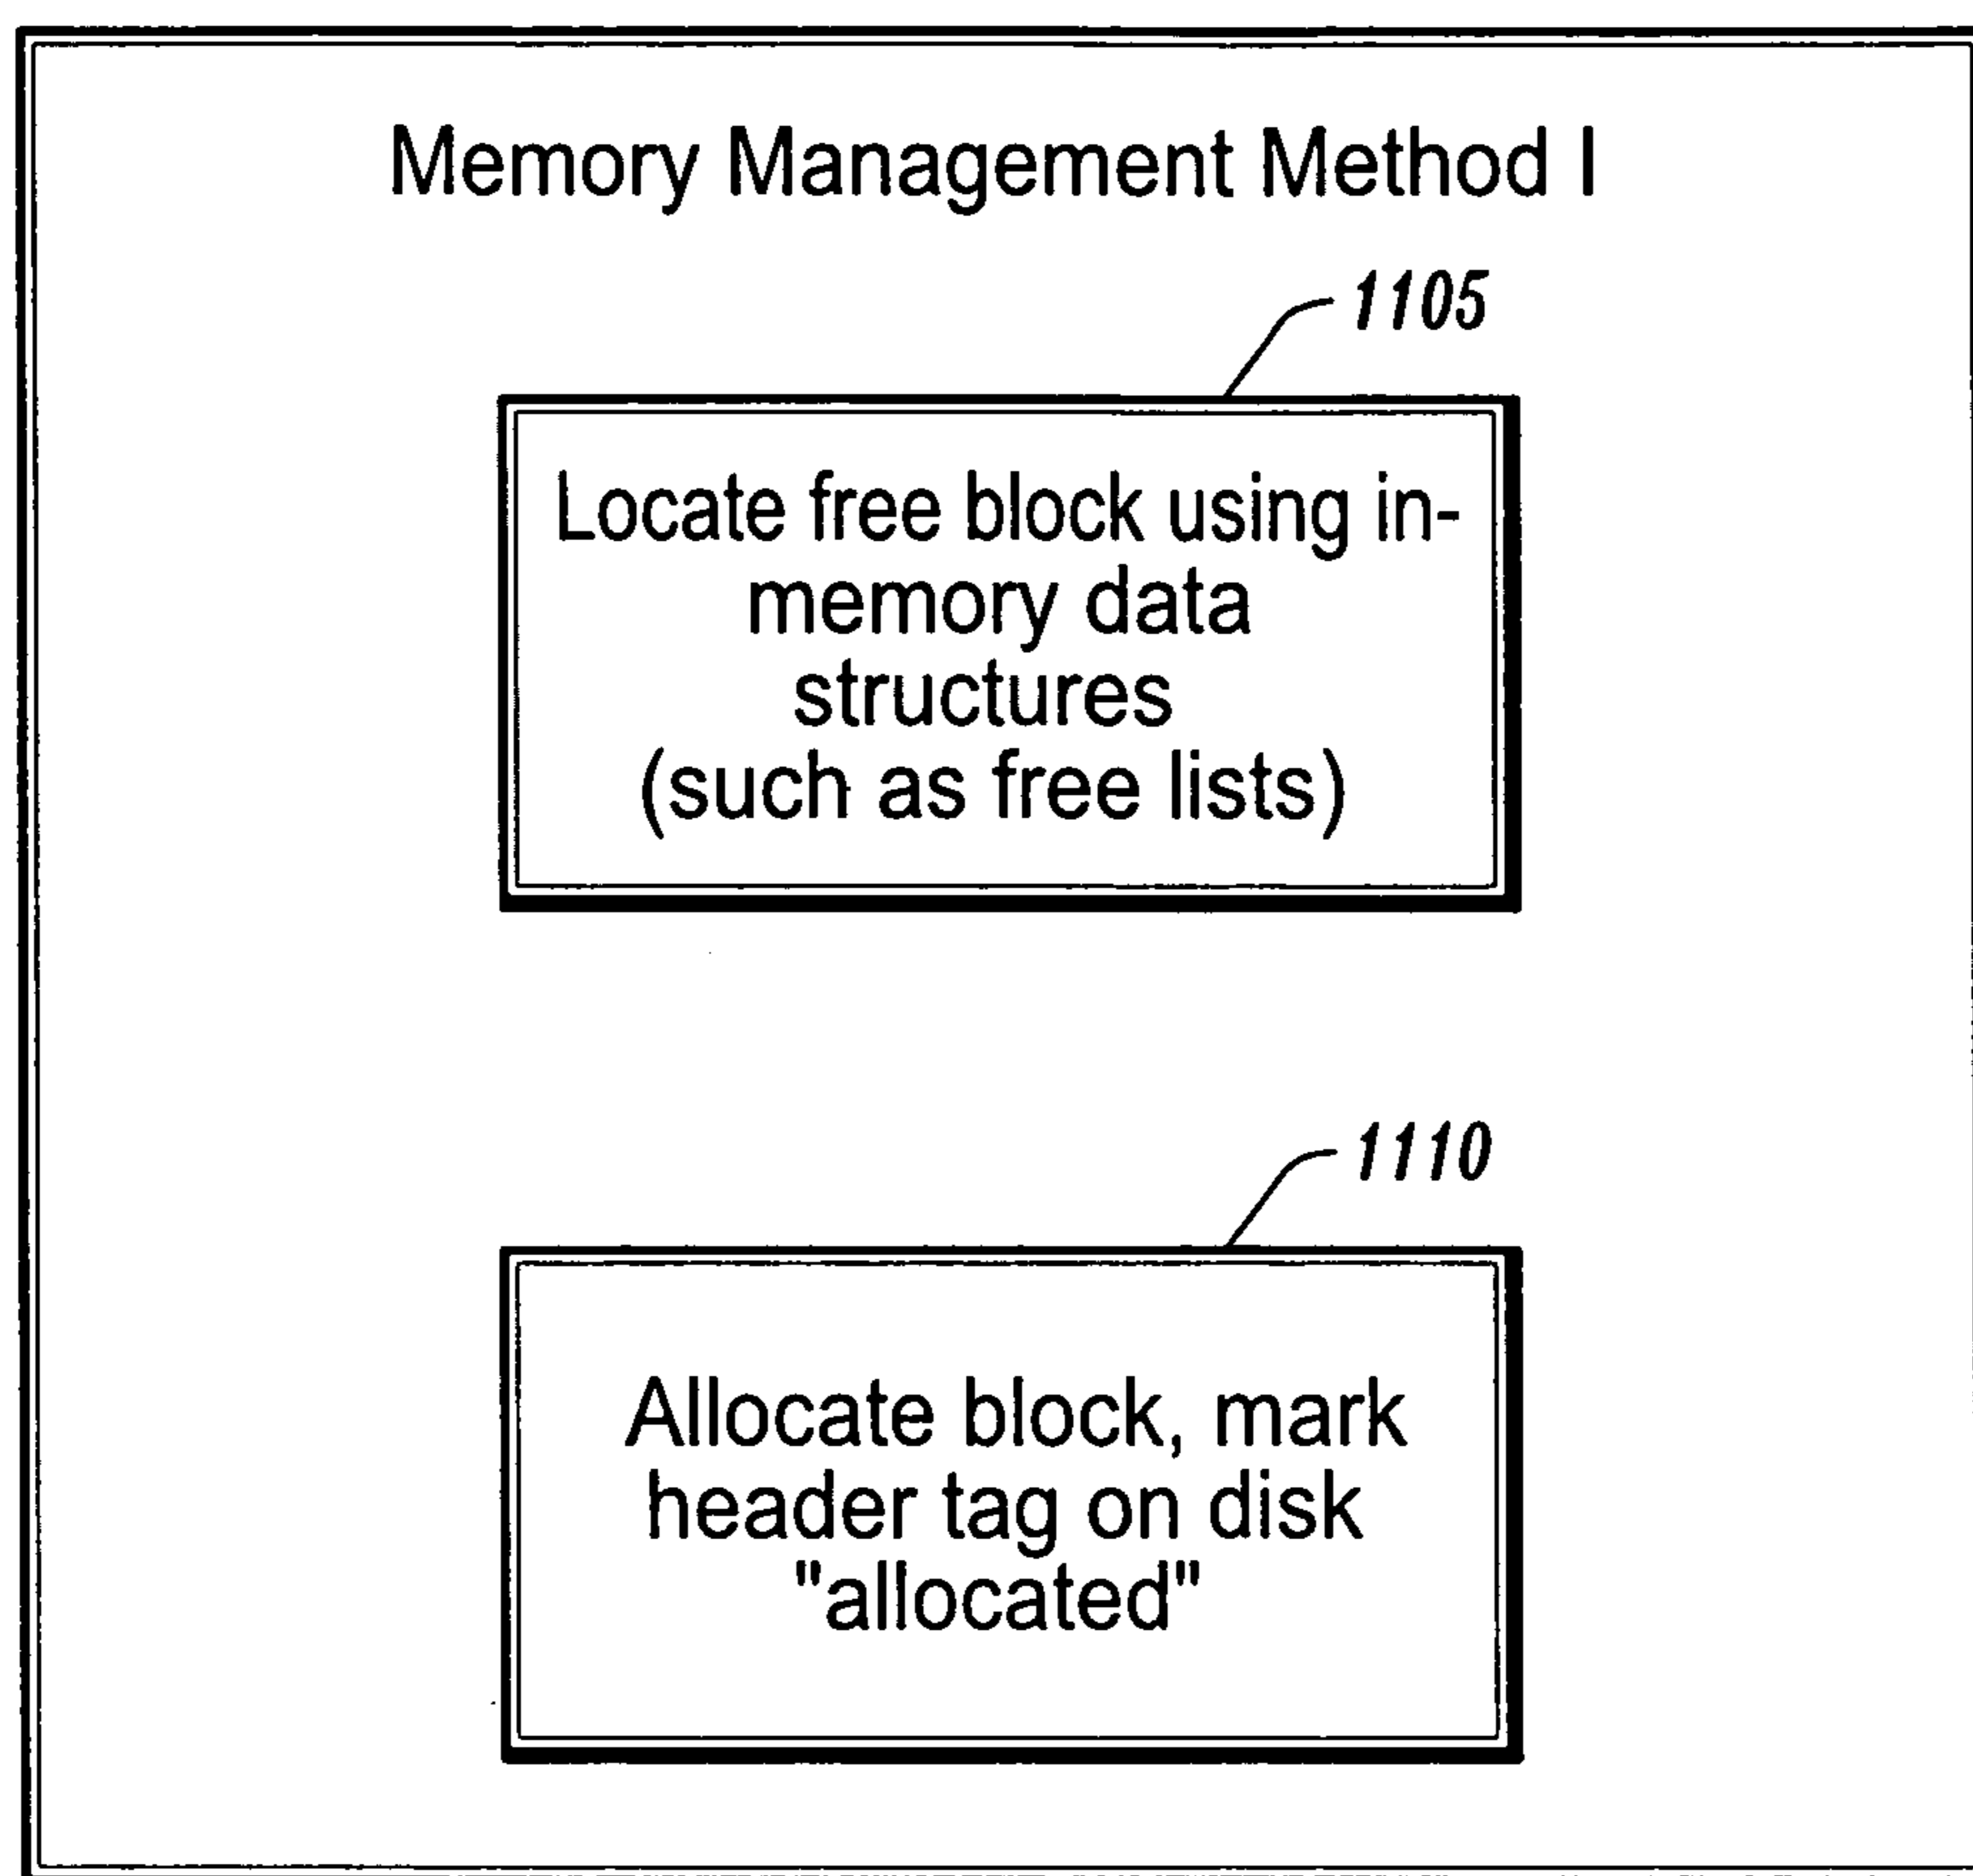 Memory Management Method I
1105
Locate free block using in-
memory data
structures
(such as free lists)
1110
Allocate block, mark
header tag on disk
"allocated"